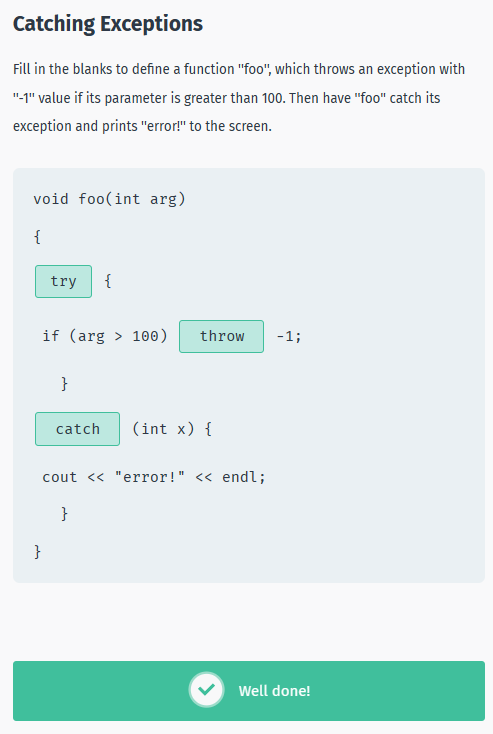 Catching Exceptions
Fill in the blanks to define a function "foo", which throws an exception with
"-1" value if its parameter is greater than 100. Then have "foo" catch its
exception and prints "error!" to the screen.
void foo(int arg)
{
try {
if (arg > 100) throw -1;
}
catch (int x) {
cout << "error!" << endl;
}
}
Well done!